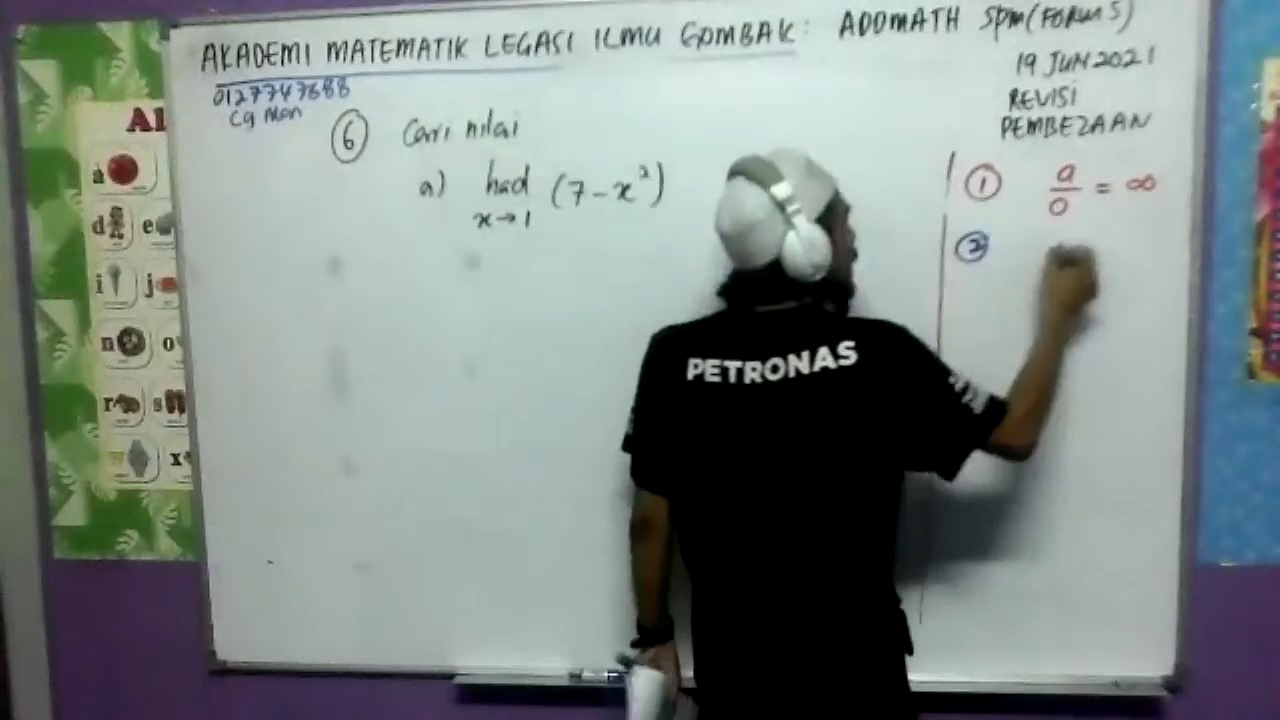 AKADEMI MATEMATIK LEGASI ILMU GOMBAK: ADDMATH SPM (FORM 5)
0127747688
Cg Man
19 JUN 2021
REVISI
PEMBEZAAN
⑥ Cari nilai
a) had (7 - x²)
x→1
① a/0 = ∞
②
PETRONAS
A
a
d e
i j
n o
r s
w x